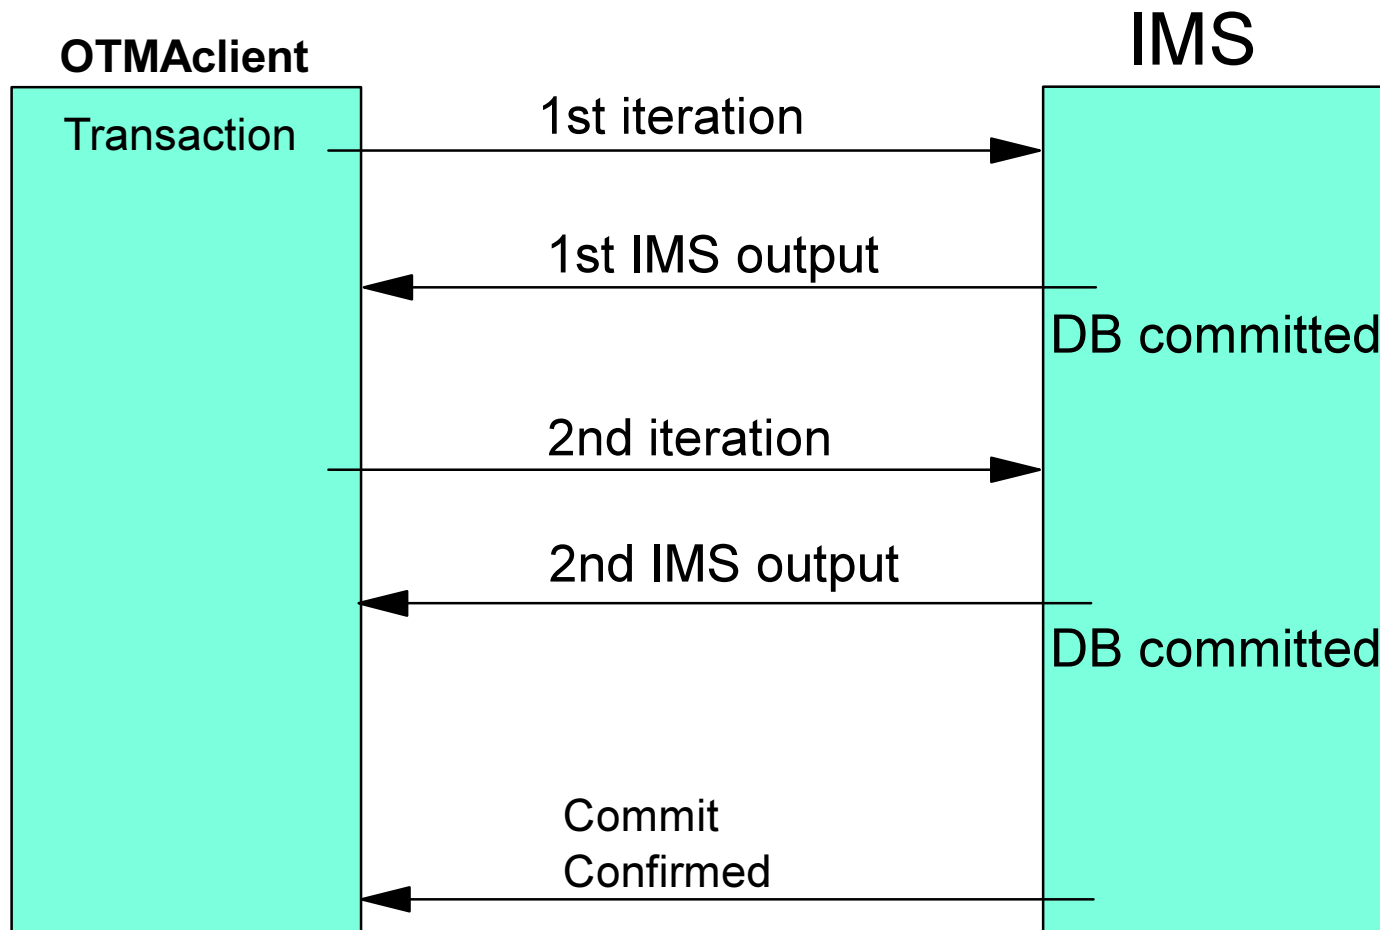 OTMAclient
IMS
Transaction
1st iteration
1st IMS output
DB committed
2nd iteration
2nd IMS output
DB committed
Commit
Confirmed